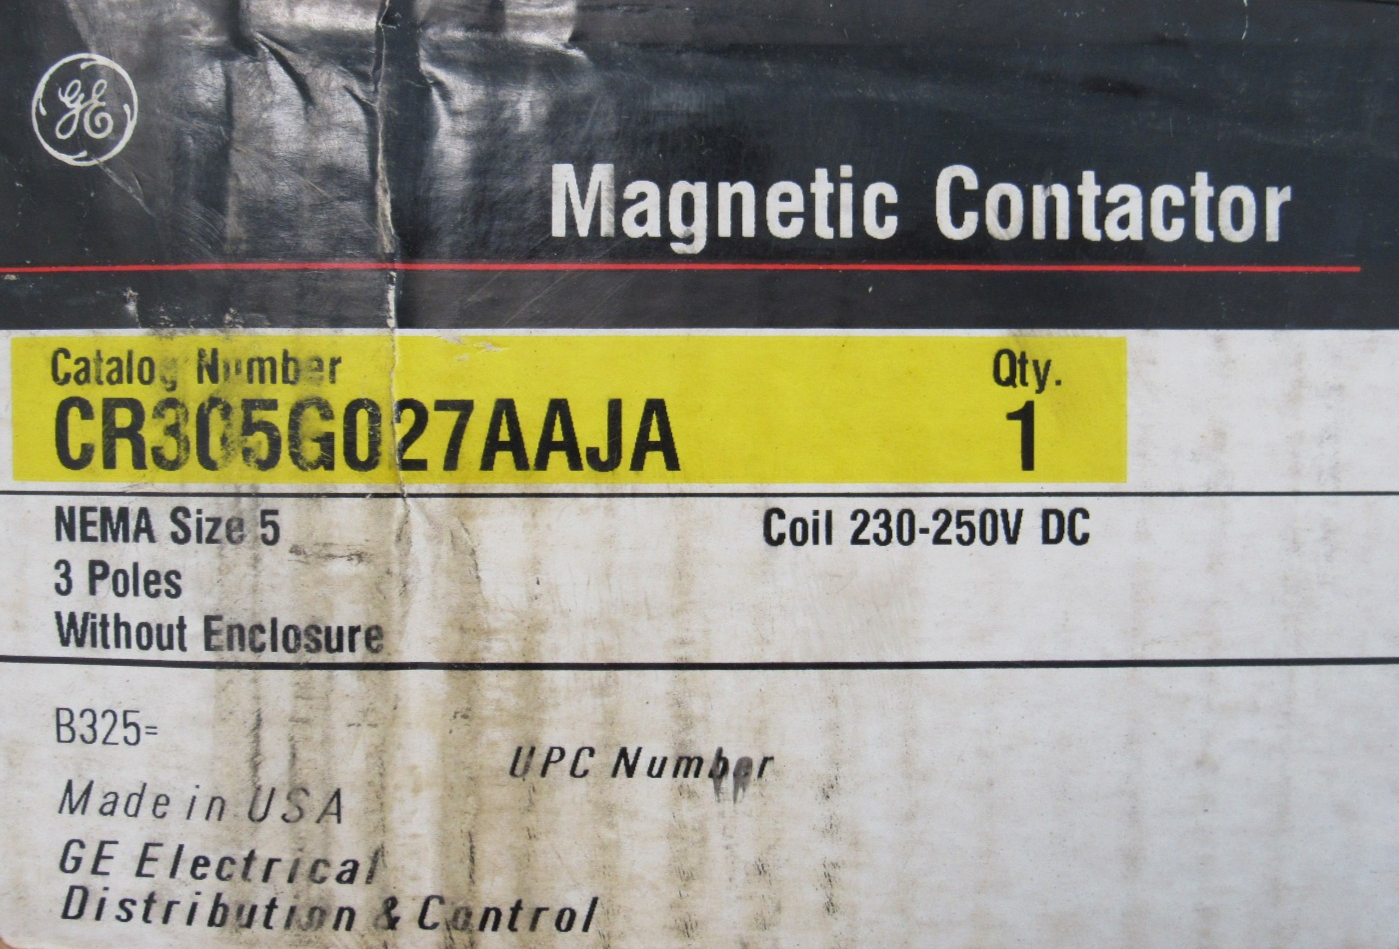 GE
Magnetic Contactor
Catalog Number Qty.
CR305G027AAJA 1
NEMA Size 5 Coil 230-250V DC
3 Poles
Without Enclosure
B325=
UPC Number
Made in USA
GE Electrical
Distribution & Control